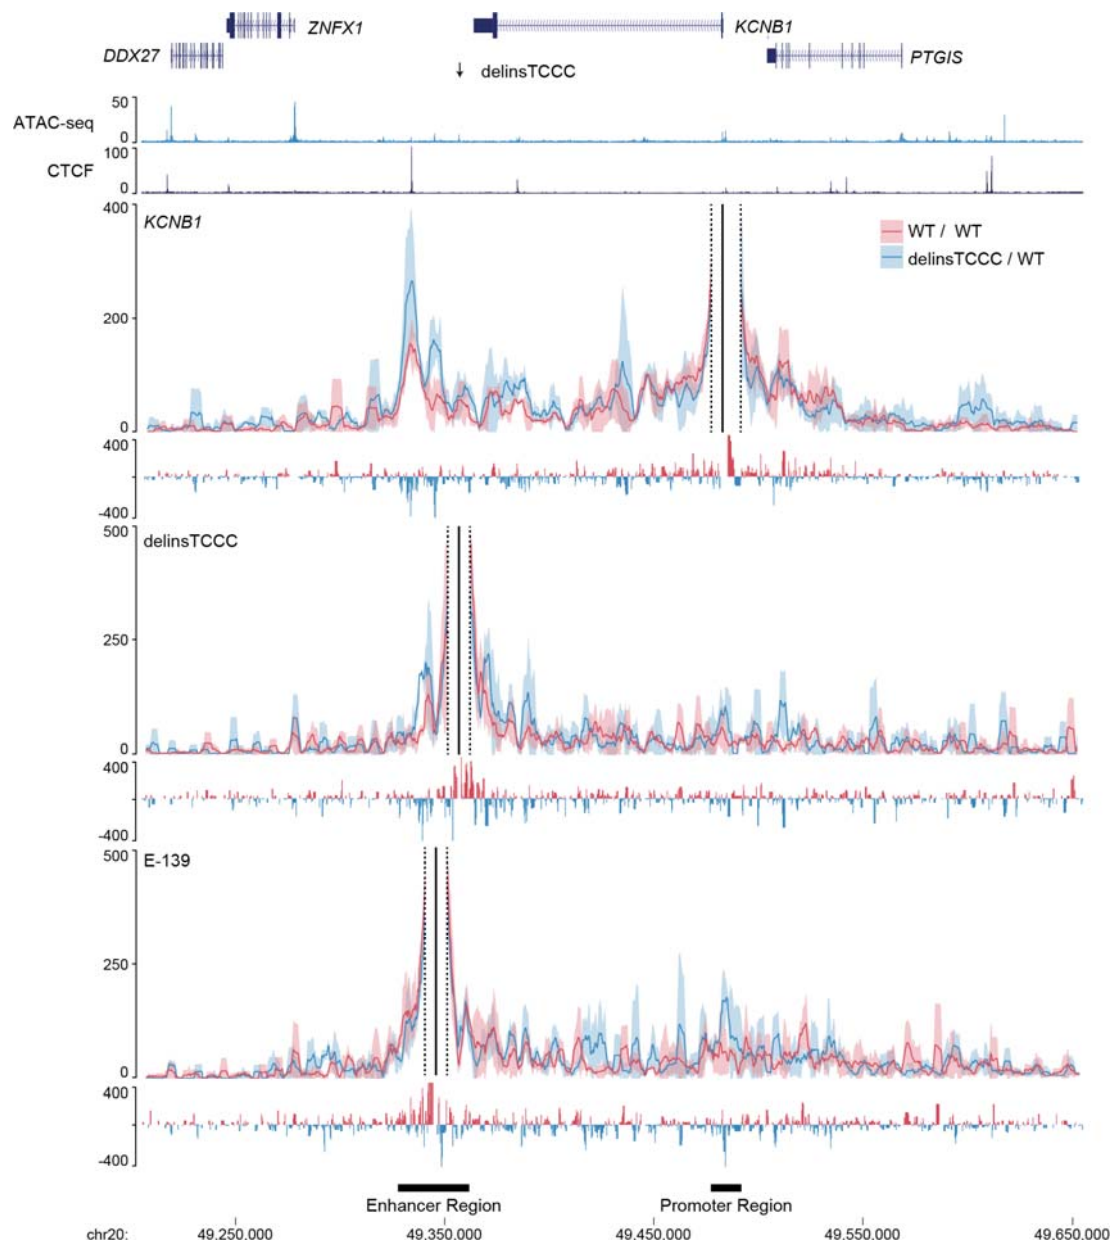 ZNFX1
KCNB1
DDX27
PTGIS
delinsTCCC
ATAC-seq
50
0
CTCF
100
0
400
KCNB1
WT / WT
delinsTCCC / WT
200
0
400
-400
500
delinsTCCC
250
0
400
-400
500
E-139
250
0
400
-400
Enhancer Region
Promoter Region
chr20:
49.250.000
49.350.000
49.450.000
49.550.000
49.650.000